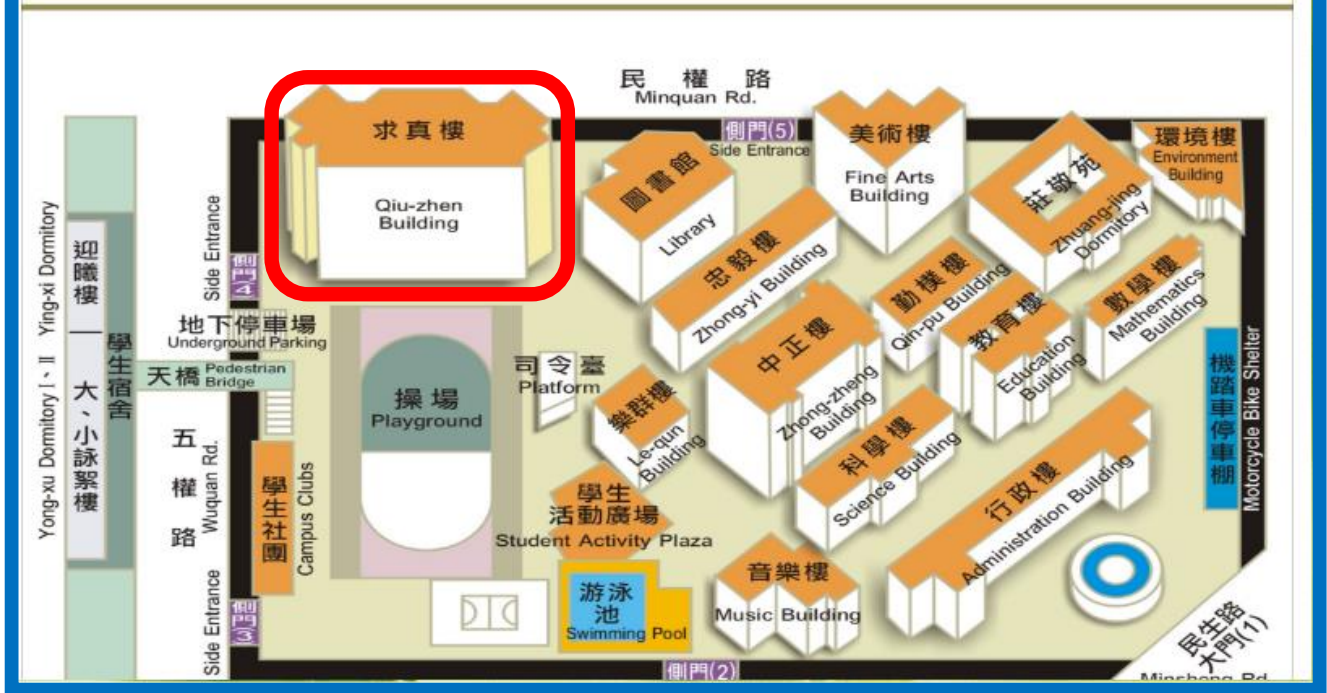 民 權 路
Minquan Rd.
求真樓
Qiu-zhen
Building
圖書館
Library
側門(5)
Side Entrance
美術樓
Fine Arts
Building
莊敬苑
Zhuang-jing
Dormitory
環境樓
Environment
Building
忠毅樓
Zhong-yi Building
勤樸樓
Qin-pu Building
數學樓
Mathematics
Building
教育樓
Education
Building
中正樓
Zhong-zheng
Building
樂群樓
Le-qun
Building
科學樓
Science Building
行政樓
Administration Building
機踏車停車棚
Motorcycle Bike Shelter
Side Entrance
側門4
迎曦樓
Ying-xi Dormitory
大、小詠絮樓
Yong-xu Dormitory I、II
學生宿舍
地下停車場
Underground Parking
天橋
Pedestrian
Bridge
五權路
Wuquan Rd.
學生社團
Campus Clubs
操場
Playground
司令臺
Platform
學生
活動廣場
Student Activity Plaza
游泳
池
Swimming Pool
音樂樓
Music Building
Side Entrance
側門3
側門(2)
民生路
大門(1)
Minsheng Rd